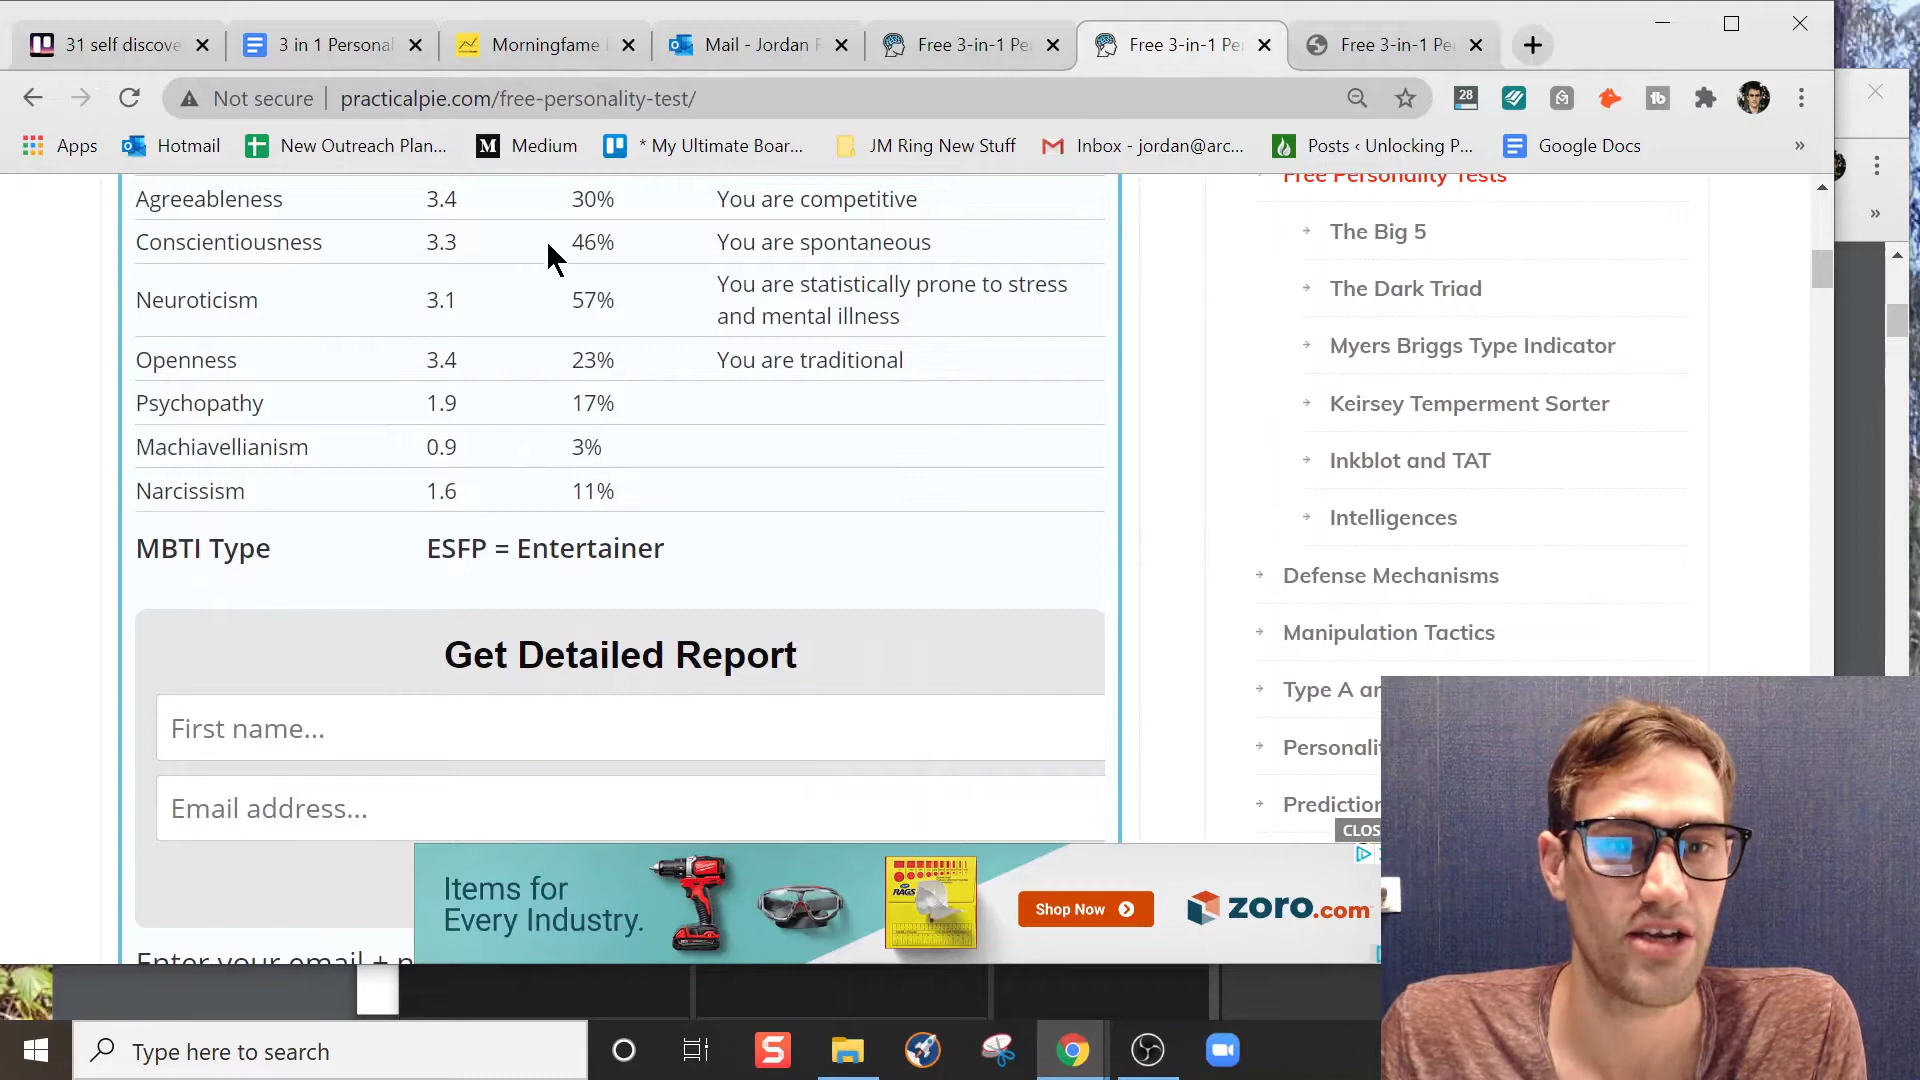 31 self discove
3 in 1 Personal
Morningfame
Mail - Jordan
Free 3-in-1 Pe
Free 3-in-1 Pe
Free 3-in-1 Pe
Not secure
practicalpie.com/free-personality-test/
28
Apps
Hotmail
New Outreach Plan...
Medium
* My Ultimate Boar...
JM Ring New Stuff
Inbox - jordan@arc...
Posts ‹ Unlocking P...
Google Docs
»
Agreeableness 3.4 30% You are competitive
Conscientiousness 3.3 46% You are spontaneous
Neuroticism 3.1 57% You are statistically prone to stress
and mental illness
Openness 3.4 23% You are traditional
Psychopathy 1.9 17%
Machiavellianism 0.9 3%
Narcissism 1.6 11%
MBTI Type ESFP = Entertainer
Get Detailed Report
First name...
Email address...
Enter your email +
Free Personality Tests
The Big 5
The Dark Triad
Myers Briggs Type Indicator
Keirsey Temperment Sorter
Inkblot and TAT
Intelligences
Defense Mechanisms
Manipulation Tactics
Type A
Personali
Prediction
CLOS
Items for
Every Industry.
RAGS
Shop Now
zoro.com
Type here to search